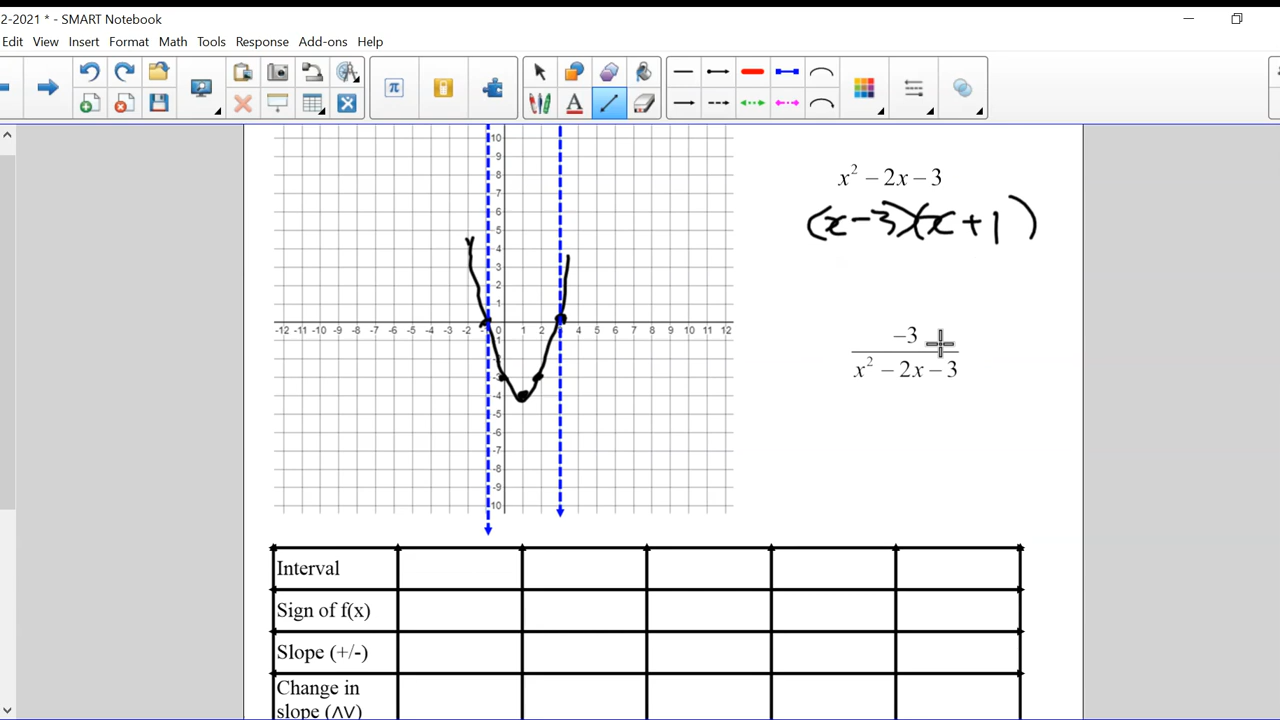 2-2021 * - SMART Notebook
Edit View Insert Format Math Tools Response Add-ons Help
π
A
x² – 2x – 3
(x-3)(x+1)
–3
x² – 2x – 3
10
9
8
7
6
5
4
3
2
1
-12 -11 -10 -9 -8 -7 -6 -5 -4 -3 -2 -1 0 1 2 4 5 6 7 8 9 10 11 12
-3
-4
-5
-6
-7
-8
-9
10
Interval
Sign of f(x)
Slope (+/-)
Change in
slope (ΛV)